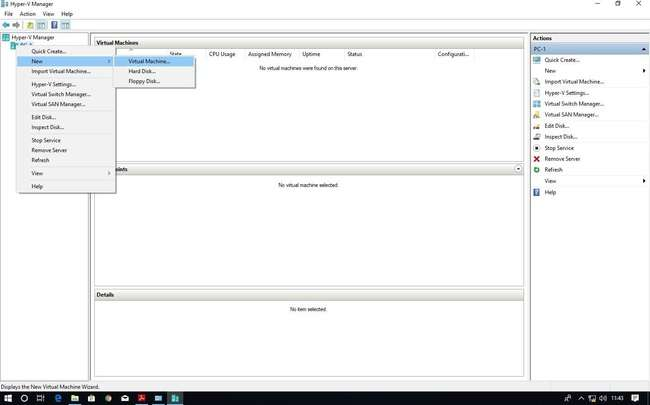 Hyper-V Manager
File Action View Help
Hyper-V Manager
PC-1
Quick Create...
New
Import Virtual Machine...
Hyper-V Settings...
Virtual Switch Manager...
Virtual SAN Manager...
Edit Disk...
Inspect Disk...
Stop Service
Remove Server
Refresh
View
Help
Virtual Machine...
Hard Disk...
Floppy Disk...
Virtual Machines
State CPU Usage Assigned Memory Uptime Status Configurati...
No virtual machines were found on this server.
points
No virtual machine selected.
Details
No item selected.
Actions
PC-1
Quick Create...
New
Import Virtual Machine...
Hyper-V Settings...
Virtual Switch Manager...
Virtual SAN Manager...
Edit Disk...
Inspect Disk...
Stop Service
Remove Server
Refresh
View
Help
Displays the New Virtual Machine Wizard.
11:43